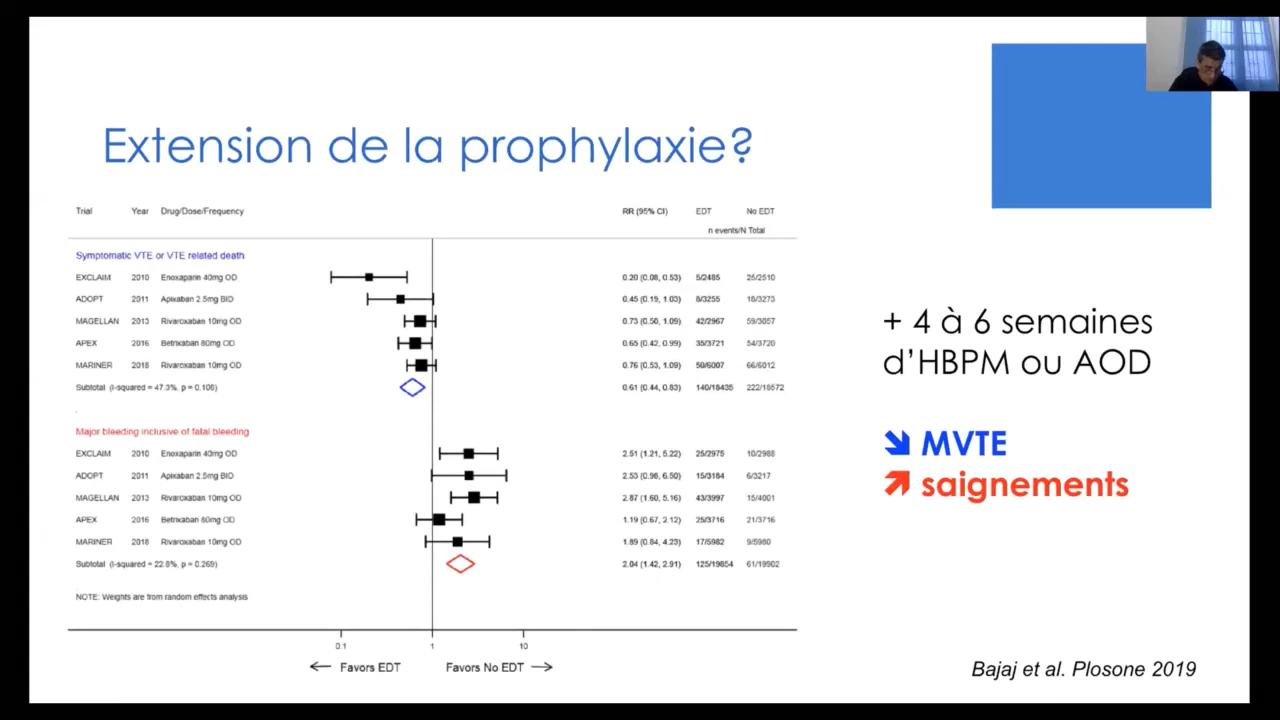 Extension de la prophylaxie?
Trial Year Drug/Dose/Frequency RR (95% CI) EDT No EDT
n events/N Total
Symptomatic VTE or VTE related death
EXCLAIM 2010 Enoxaparin 40mg OD 0.20 (0.08, 0.53) 5/2485 25/2510
ADOPT 2011 Apixaban 2.5mg BID 0.45 (0.19, 1.03) 8/3255 18/3273
MAGELLAN 2013 Rivaroxaban 10mg OD 0.73 (0.50, 1.09) 42/2967 59/3057
APEX 2016 Betrixaban 80mg OD 0.65 (0.42, 0.99) 35/3721 54/3720
MARINER 2018 Rivaroxaban 10mg OD 0.76 (0.53, 1.09) 50/6007 66/6012
Subtotal (I-squared = 47.3%, p = 0.108) 0.61 (0.44, 0.83) 140/18435 222/18572
Major bleeding inclusive of fatal bleeding
EXCLAIM 2010 Enoxaparin 40mg OD 2.51 (1.21, 5.22) 25/2975 10/2988
ADOPT 2011 Apixaban 2.5mg BID 2.53 (0.98, 6.50) 15/3184 6/3217
MAGELLAN 2013 Rivaroxaban 10mg OD 2.87 (1.60, 5.16) 43/3997 15/4001
APEX 2016 Betrixaban 80mg OD 1.19 (0.67, 2.12) 25/3716 21/3716
MARINER 2018 Rivaroxaban 10mg OD 1.89 (0.84, 4.23) 17/5982 9/5980
Subtotal (I-squared = 22.8%, p = 0.269) 2.04 (1.42, 2.91) 125/19854 61/19902
NOTE: Weights are from random effects analysis
0.1 1 10
Favors EDT Favors No EDT
+ 4 à 6 semaines
d’HBPM ou AOD
MVTE
saignements
Bajaj et al. Plosone 2019